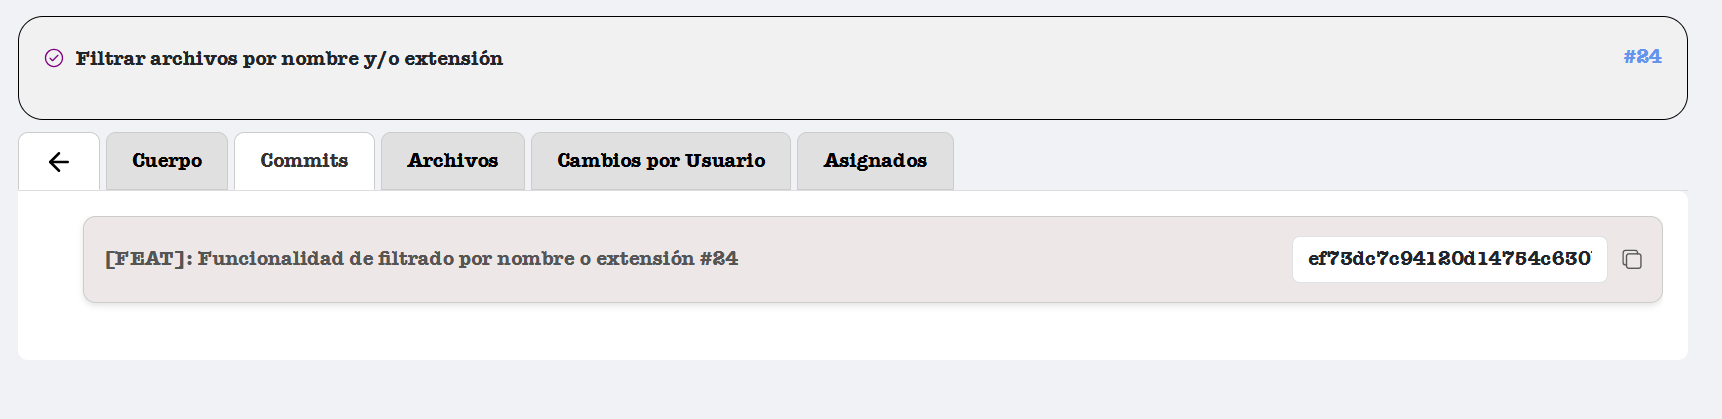 Filtrar archivos por nombre y/o extensión
#24
Cuerpo Commits Archivos Cambios por Usuario Asignados
[FEAT]: Funcionalidad de filtrado por nombre o extensión #24
ef73dc7c94120d14754c630